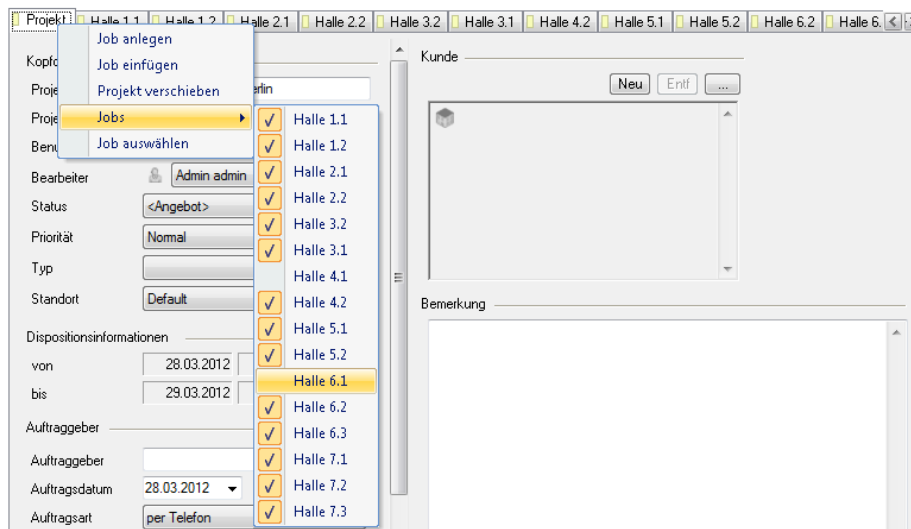 Projekt Halle 1.1 Halle 1.2 Halle 2.1 Halle 2.2 Halle 3.2 Halle 3.1 Halle 4.2 Halle 5.1 Halle 5.2 Halle 6.2 Halle 6.
Job anlegen
Job einfügen
Projekt verschieben
Jobs
Job auswählen
Halle 1.1
Halle 1.2
Halle 2.1
Halle 2.2
Halle 3.2
Halle 3.1
Halle 4.1
Halle 4.2
Halle 5.1
Halle 5.2
Halle 6.1
Halle 6.2
Halle 6.3
Halle 7.1
Halle 7.2
Halle 7.3
Bearbeiter Admin admin
Status <Angebot>
Priorität Normal
Typ
Standort Default
Dispositionsinformationen
von 28.03.2012
bis 29.03.2012
Auftraggeber
Auftraggeber
Auftragsdatum 28.03.2012
Auftragsart per Telefon
Kunde
Neu Entf ...
Bemerkung